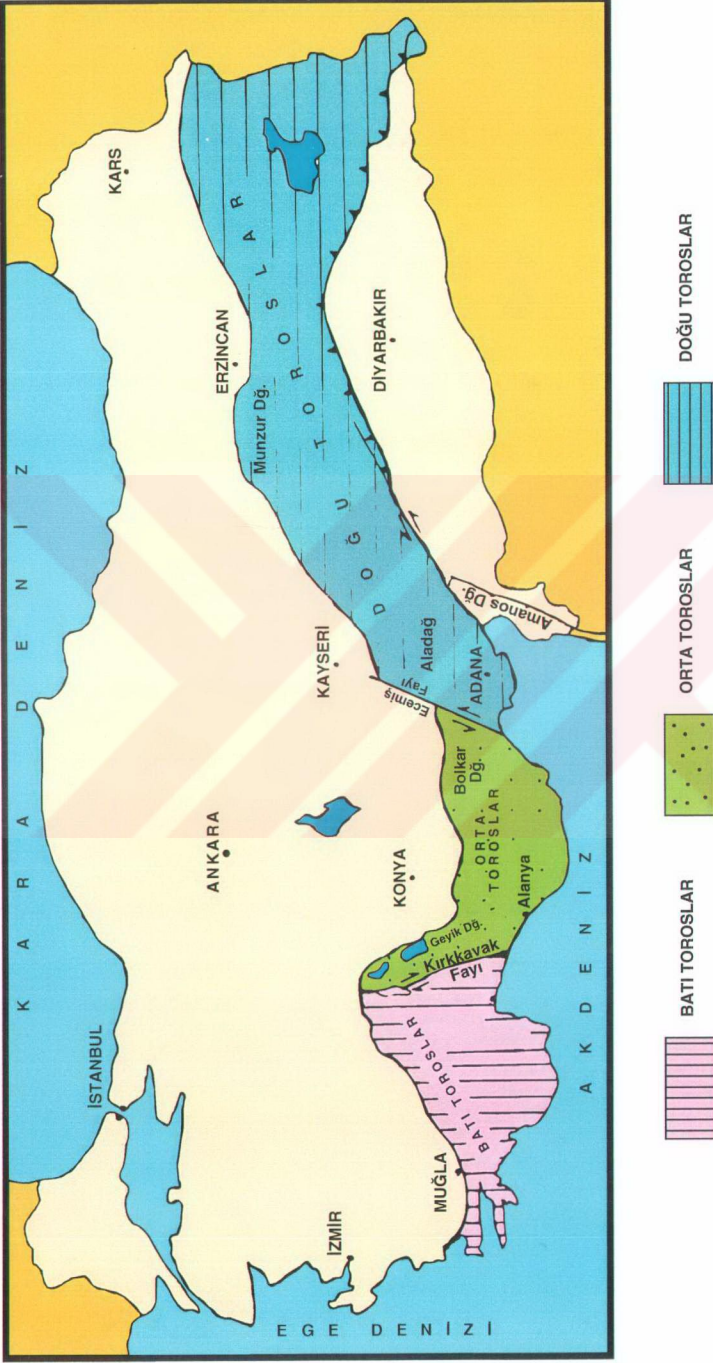 KARADENİZ
İSTANBUL
KARS
ANKARA
ERZİNCAN
Munzur Dğ.
KAYSERİ
DOĞU TOROSLAR
DİYARBAKIR
İZMİR
KONYA
Ecemiş
Fayı
Aladağ
ADANA
Amanos Dğ.
Bolkar
Dğ.
ORTA
TOROSLAR
Geyik Dğ.
Kırkkavak
Fayı
Alanya
MUĞLA
BATI TOROSLAR
EGE DENİZİ
AKDENİZ
BATI TOROSLAR
ORTA TOROSLAR
DOĞU TOROSLAR